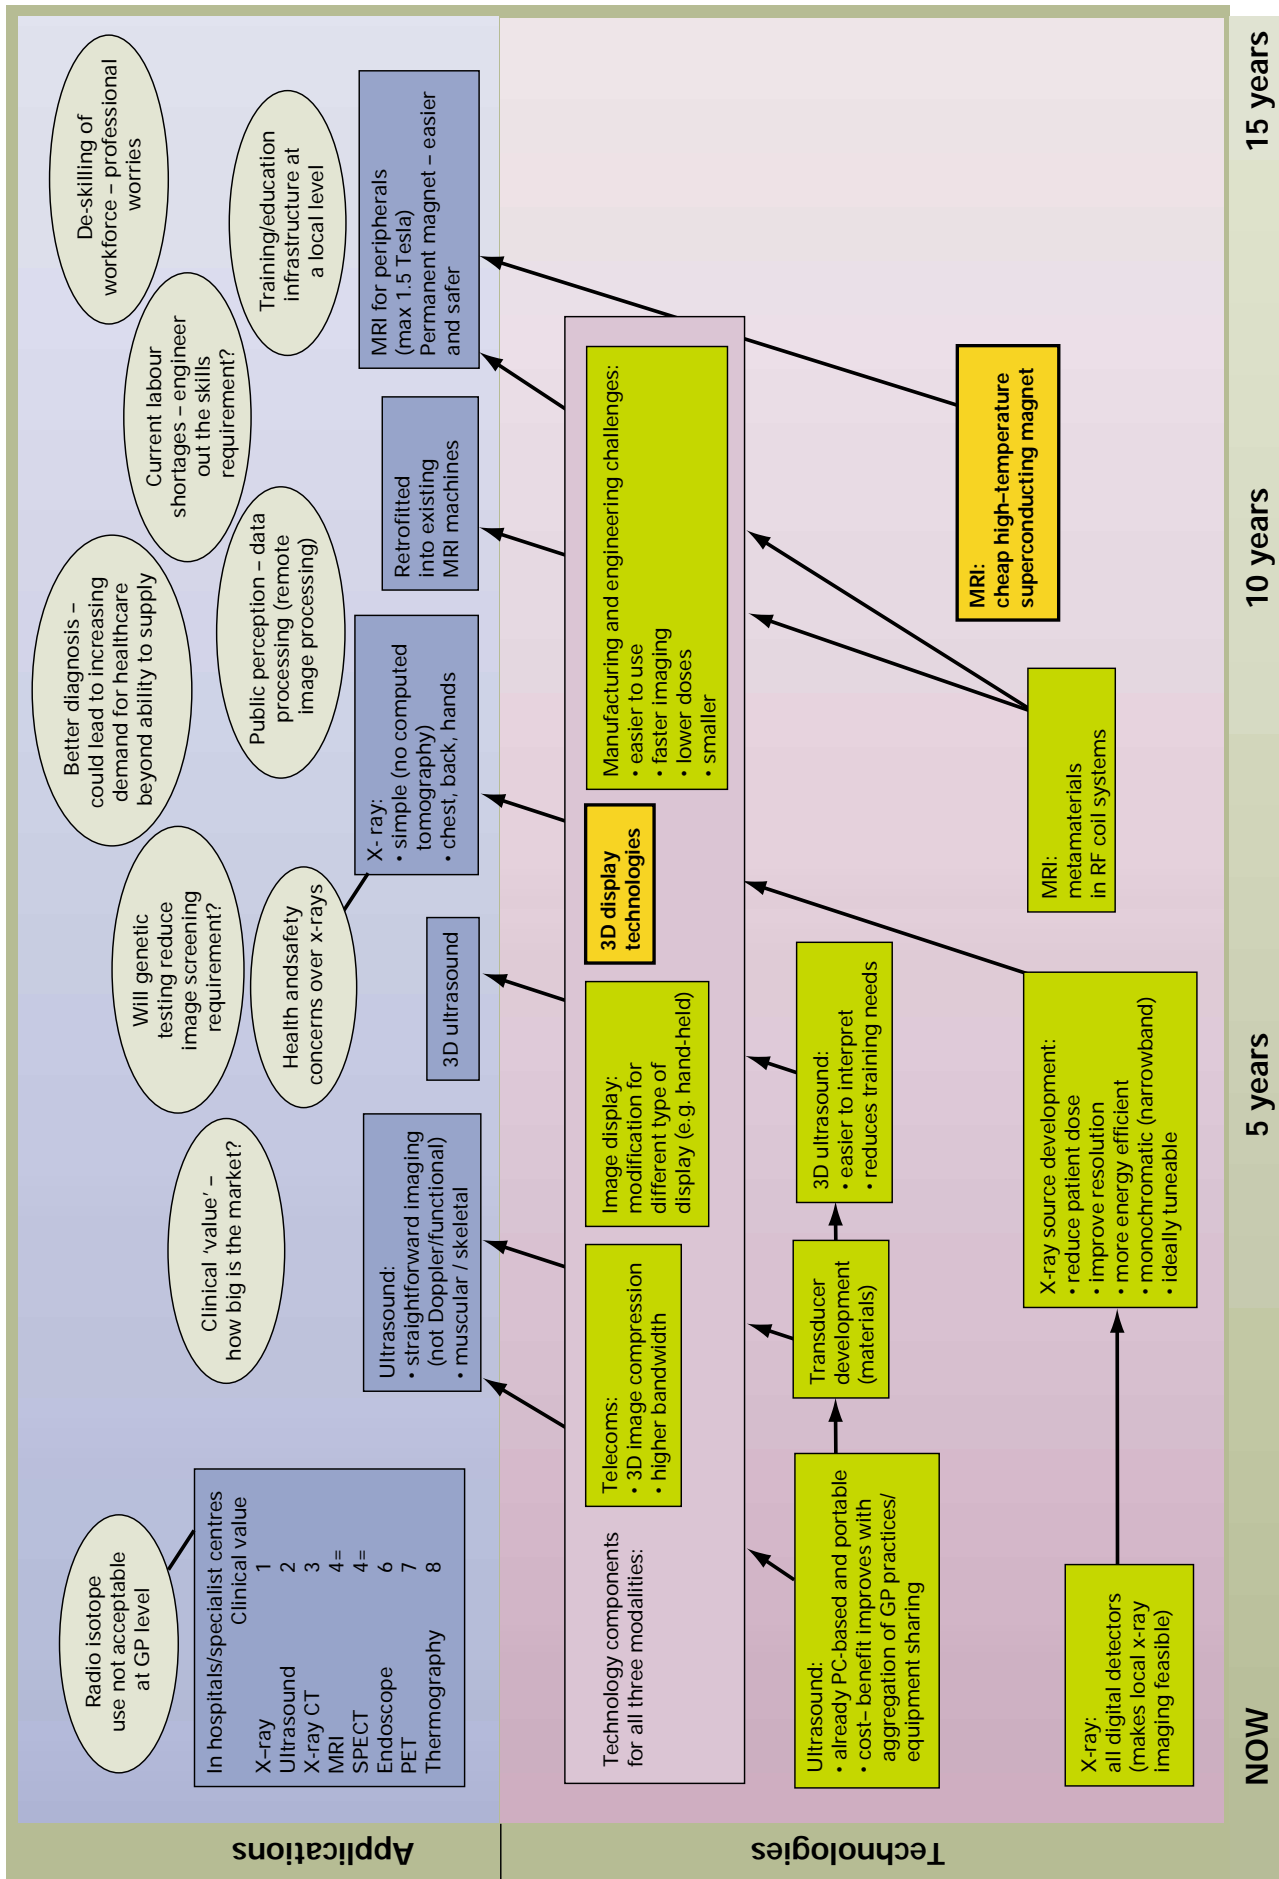 Applications
Radio isotope
use not acceptable
at GP level
In hospitals/specialist centres
Clinical value
X–ray 1
Ultrasound 2
X-ray CT 3
MRI 4=
SPECT 4=
Endoscope 6
PET 7
Thermography 8
Clinical ‘value’ –
how big is the market?
Will genetic
testing reduce
image screening
requirement?
Health andsafety
concerns over x-rays
Better diagnosis –
could lead to increasing
demand for healthcare
beyond ability to supply
Public perception – data
processing (remote
image processing)
Current labour
shortages – engineer
out the skills
requirement?
De-skilling of
workforce – professional
worries
Training/education
infrastructure at
a local level
Ultrasound:
• straightforward imaging
(not Doppler/functional)
• muscular / skeletal
3D ultrasound
X- ray:
• simple (no computed
tomography)
• chest, back, hands
Retrofitted
into existing
MRI machines
MRI for peripherals
(max 1.5 Tesla)
Permanent magnet – easier
and safer
Technologies
Technology components
for all three modalities:
Telecoms:
• 3D image compression
• higher bandwidth
Image display:
modification for
different type of
display (e.g. hand-held)
3D display
technologies
Manufacturing and engineering challenges:
• easier to use
• faster imaging
• lower doses
• smaller
Ultrasound:
• already PC-based and portable
• cost– benefit improves with
aggregation of GP practices/
equipment sharing
Transducer
development
(materials)
3D ultrasound:
• easier to interpret
• reduces training needs
MRI:
cheap high–temperature
superconducting magnet
X-ray:
all digital detectors
(makes local x-ray
imaging feasible)
X-ray source development:
• reduce patient dose
• improve resolution
• more energy efficient
• monochromatic (narrowband)
• ideally tuneable
MRI:
metamaterials
in RF coil systems
NOW
5 years
10 years
15 years